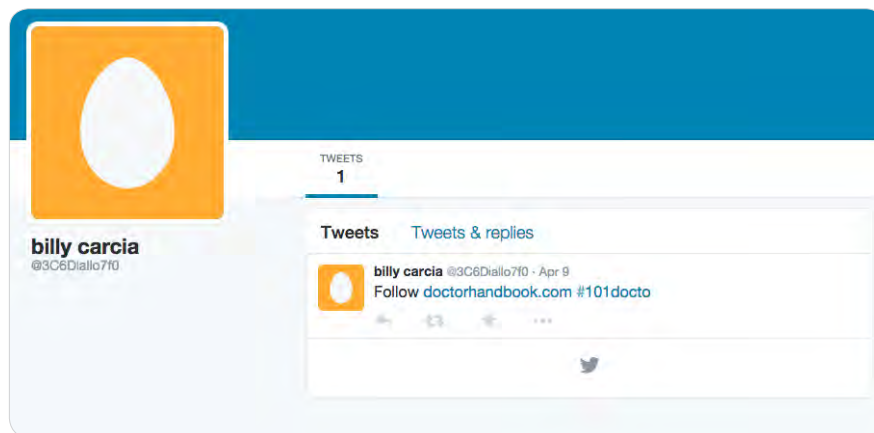 TWEETS
1
Tweets Tweets & replies
billy carcia
@3C6Diallo7f0
billy carcia @3C6Diallo7f0 · Apr 9
Follow doctorhandbook.com #101docto